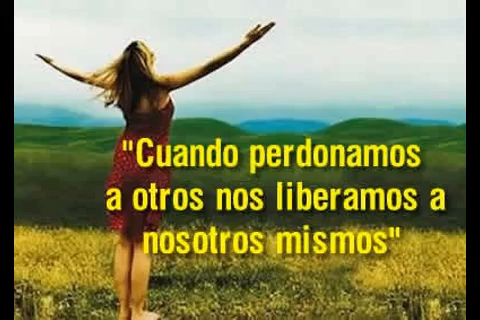 "Cuando perdonamos
a otros nos liberamos a
nosotros mismos"